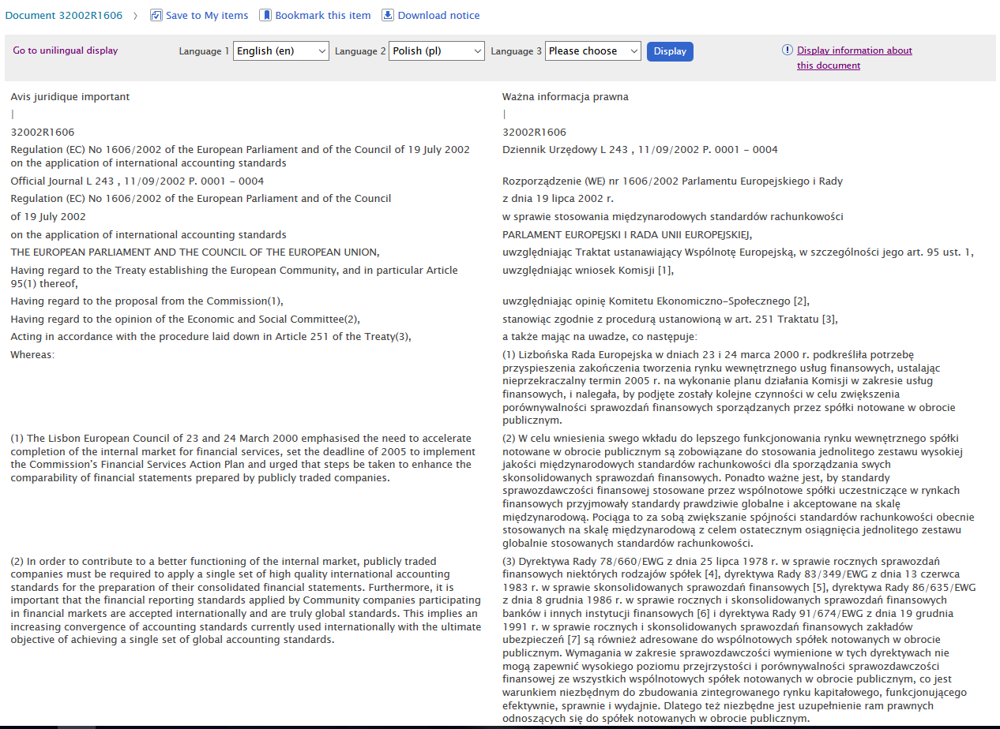 Document 32002R1606 > Save to My items Bookmark this item Download notice
Go to unilingual display Language 1 English (en) Language 2 Polish (pl) Language 3 Please choose Display Display information about
this document
Avis juridique important
|
32002R1606
Regulation (EC) No 1606/2002 of the European Parliament and of the Council of 19 July 2002
on the application of international accounting standards
Official Journal L 243 , 11/09/2002 P. 0001 - 0004
Regulation (EC) No 1606/2002 of the European Parliament and of the Council
of 19 July 2002
on the application of international accounting standards
THE EUROPEAN PARLIAMENT AND THE COUNCIL OF THE EUROPEAN UNION,
Having regard to the Treaty establishing the European Community, and in particular Article
95(1) thereof,
Having regard to the proposal from the Commission(1),
Having regard to the opinion of the Economic and Social Committee(2),
Acting in accordance with the procedure laid down in Article 251 of the Treaty(3),
Whereas:
(1) The Lisbon European Council of 23 and 24 March 2000 emphasised the need to accelerate
completion of the internal market for financial services, set the deadline of 2005 to implement
the Commission's Financial Services Action Plan and urged that steps be taken to enhance the
comparability of financial statements prepared by publicly traded companies.
(2) In order to contribute to a better functioning of the internal market, publicly traded
companies must be required to apply a single set of high quality international accounting
standards for the preparation of their consolidated financial statements. Furthermore, it is
important that the financial reporting standards applied by Community companies participating
in financial markets are accepted internationally and are truly global standards. This implies an
increasing convergence of accounting standards currently used internationally with the ultimate
objective of achieving a single set of global accounting standards.
Ważna informacja prawna
|
32002R1606
Dziennik Urzędowy L 243 , 11/09/2002 P. 0001 - 0004
Rozporządzenie (WE) nr 1606/2002 Parlamentu Europejskiego i Rady
z dnia 19 lipca 2002 r.
w sprawie stosowania międzynarodowych standardów rachunkowości
PARLAMENT EUROPEJSKI I RADA UNII EUROPEJSKIEJ,
uwzględniając Traktat ustanawiający Wspólnotę Europejską, w szczególności jego art. 95 ust. 1,
uwzględniając wniosek Komisji [1],
uwzględniając opinię Komitetu Ekonomiczno-Społecznego [2],
stanowiąc zgodnie z procedurą ustanowioną w art. 251 Traktatu [3],
a także mając na uwadze, co następuje:
(1) Lizbońska Rada Europejska w dniach 23 i 24 marca 2000 r. podkreśliła potrzebę
przyspieszenia zakończenia tworzenia rynku wewnętrznego usług finansowych, ustalając
nieprzekraczalny termin 2005 r. na wykonanie planu działania Komisji w zakresie usług
finansowych, i nalegała, by podjęte zostały kolejne czynności w celu zwiększenia
porównywalności sprawozdań finansowych sporządzanych przez spółki notowane w obrocie
publicznym.
(2) W celu wniesienia swego wkładu do lepszego funkcjonowania rynku wewnętrznego spółki
notowane w obrocie publicznym są zobowiązane do stosowania jednolitego zestawu wysokiej
jakości międzynarodowych standardów rachunkowości dla sporządzania swych
skonsolidowanych sprawozdań finansowych. Ponadto ważne jest, by standardy
sprawozdawczości finansowej stosowane przez wspólnotowe spółki uczestniczące w rynkach
finansowych przyjmowały standardy prawdziwie globalne i akceptowane na skalę
międzynarodową. Pociąga to za sobą zwiększanie spójności standardów rachunkowości obecnie
stosowanych na skalę międzynarodową z celem ostatecznym osiągnięcia jednolitego zestawu
globalnie stosowanych standardów rachunkowości.
(3) Dyrektywa Rady 78/660/EWG z dnia 25 lipca 1978 r. w sprawie rocznych sprawozdań
finansowych niektórych rodzajów spółek [4], dyrektywa Rady 83/349/EWG z dnia 13 czerwca
1983 r. w sprawie skonsolidowanych sprawozdań finansowych [5], dyrektywa Rady 86/635/EWG
z dnia 8 grudnia 1986 r. w sprawie rocznych i skonsolidowanych sprawozdań finansowych
banków i innych instytucji finansowych [6] i dyrektywa Rady 91/674/EWG z dnia 19 grudnia
1991 r. w sprawie rocznych i skonsolidowanych sprawozdań finansowych zakładów
ubezpieczeń [7] są również adresowane do wspólnotowych spółek notowanych w obrocie
publicznym. Wymagania w zakresie sprawozdawczości wymienione w tych dyrektywach nie
mogą zapewnić wysokiego poziomu przejrzystości i porównywalności sprawozdawczości
finansowej ze wszystkich wspólnotowych spółek notowanych w obrocie publicznym, co jest
warunkiem niezbędnym do zbudowania zintegrowanego rynku kapitałowego, funkcjonującego
efektywnie, sprawnie i wydajnie. Dlatego też niezbędne jest uzupełnienie ram prawnych
odnoszących się do spółek notowanych w obrocie publicznym.